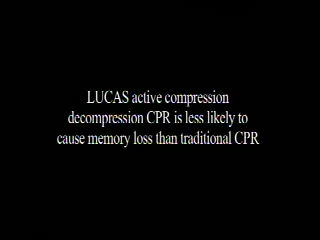 LUCAS active compression
decompression CPR is less likely to
cause memory loss than traditional CPR